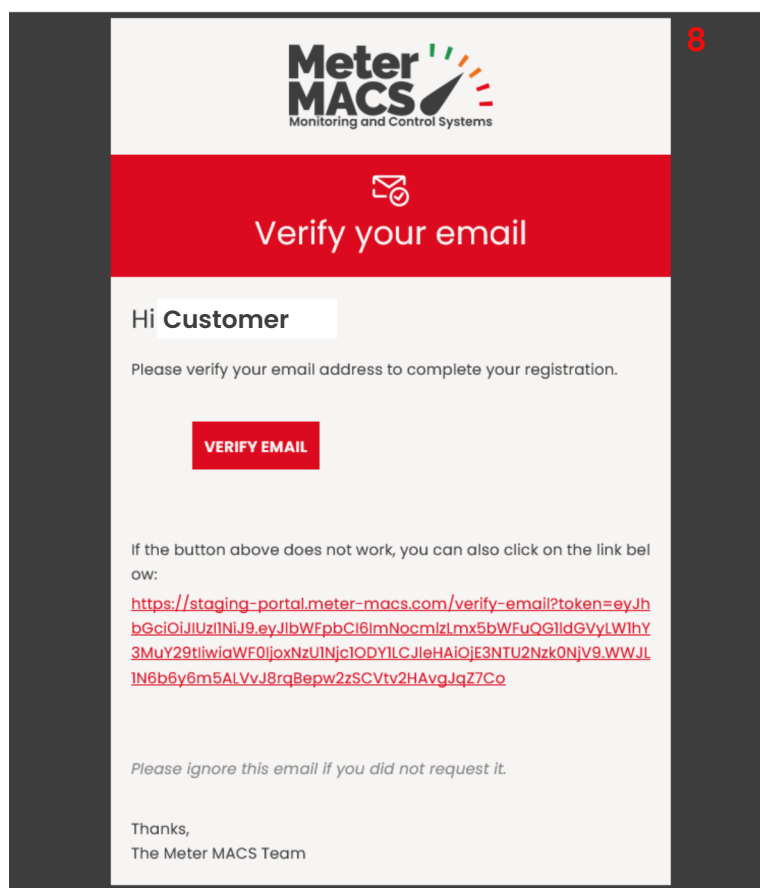 8
Meter
MACS
Monitoring and Control Systems
Verify your email
Hi Customer
Please verify your email address to complete your registration.
VERIFY EMAIL
If the button above does not work, you can also click on the link bel
ow:
https://staging-portal.meter-macs.com/verify-email?token=eyJh
bGciOiJIUzI1NiJ9.eyJlbWFpbCI6ImNocmlzLmx5bWFuQG1ldGVyLW1hY
3MuY29tIiwiaWF0IjoxNzU1Njc1ODY1LCJleHAiOjE3NTU2Nzk0NjV9.WWJL
1N6b6y6m5ALVvJ8rqBepw2zSCVtv2HAvgJqZ7Co
Please ignore this email if you did not request it.
Thanks,
The Meter MACS Team